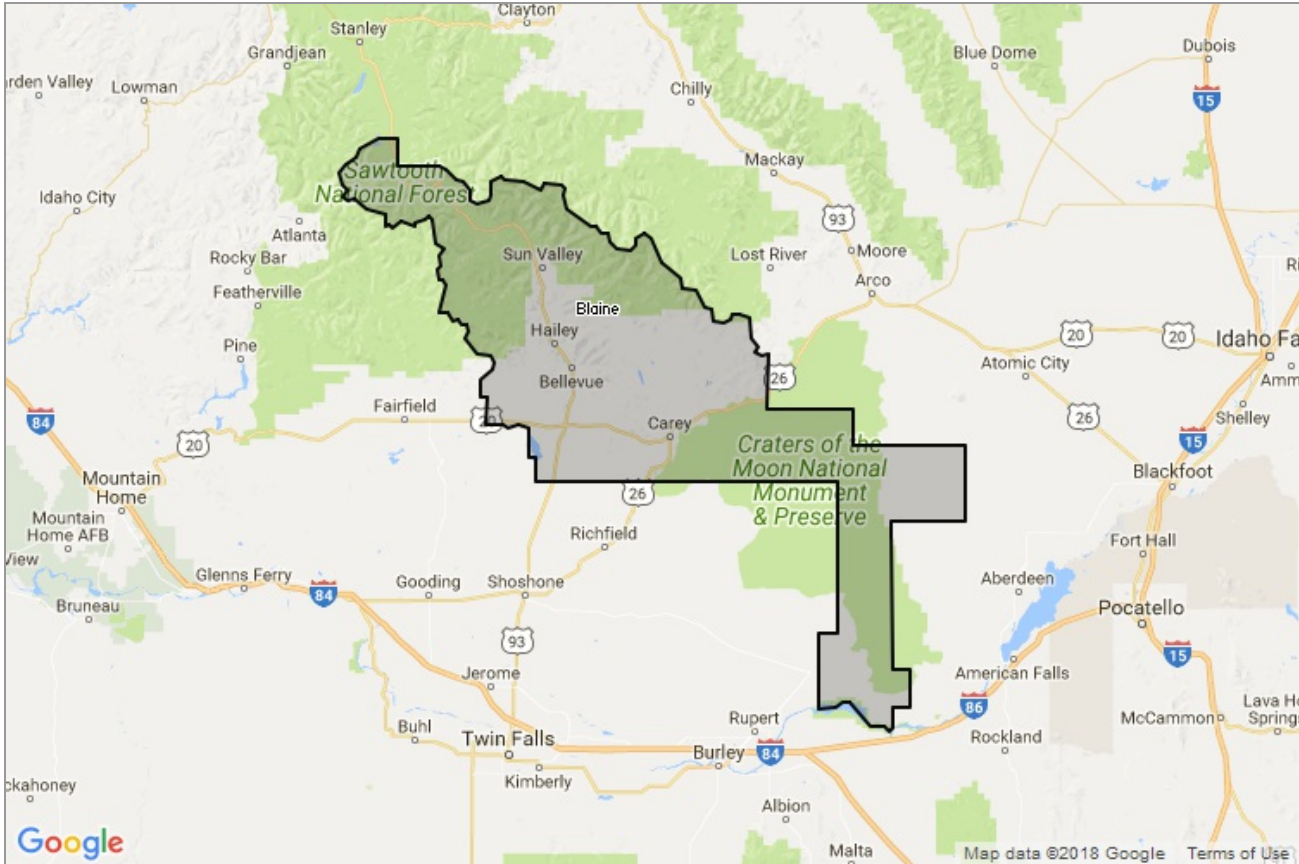 Clayton
Stanley
Grandjean
Blue Dome
Dubois
rden Valley
Lowman
Chilly
15
Mackay
Sawtooth
National Forest
Idaho City
93
Atlanta
Rocky Bar
Sun Valley
Lost River
Moore
Featherville
Arco
Blaine
Hailey
20
20
Idaho Fa
Pine
Atomic City
Amm
Bellevue
26
Fairfield
20
26
Shelley
84
20
Carey
15
Craters of the
Moon National
Monument
& Preserve
Blackfoot
Mountain
Home
26
Mountain
Home AFB
Richfield
View
Fort Hall
Glenns Ferry
84
Gooding
Shoshone
Aberdeen
Bruneau
Pocatello
93
15
Jerome
American Falls
86
Lava Ho
Springs
Buhl
Twin Falls
Rupert
McCammon
84
Rockland
Burley
Kimberly
ckahoney
Albion
Google
Malta
Map data ©2018 Google
Terms of Use